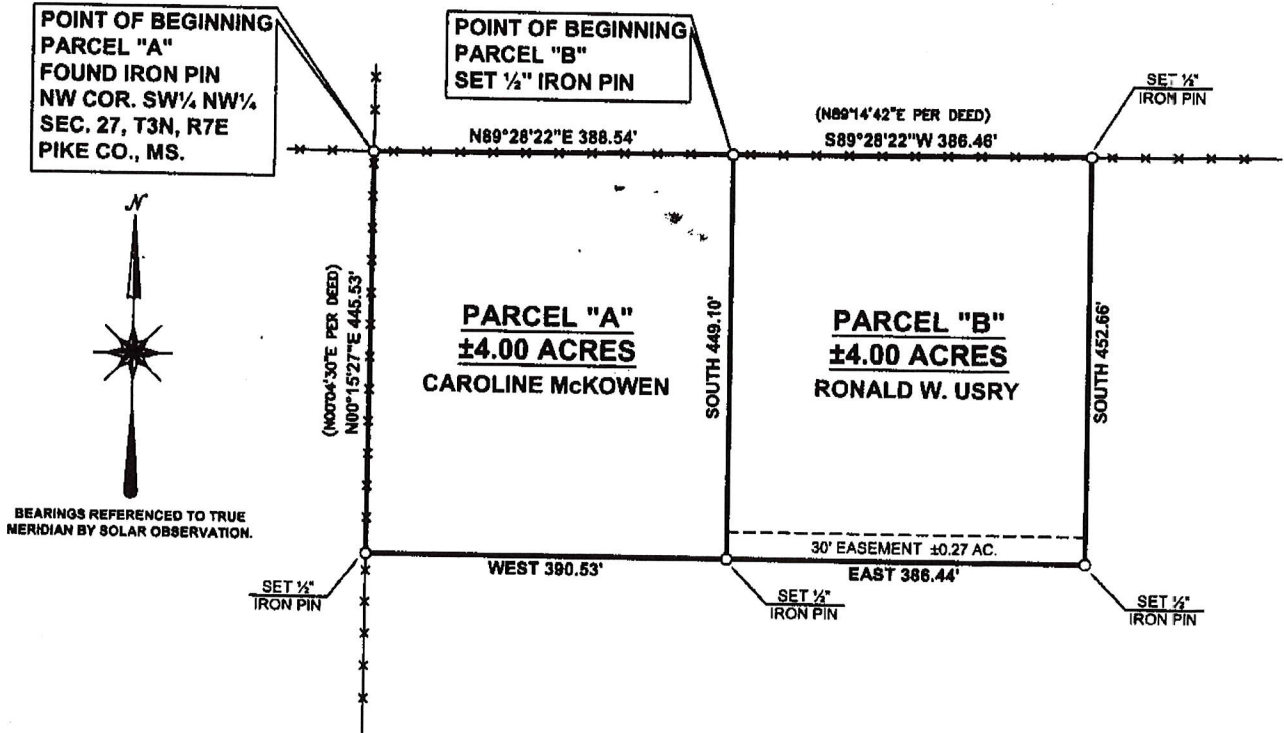 POINT OF BEGINNING
PARCEL "A"
FOUND IRON PIN
NW COR. SW¼ NW¼
SEC. 27, T3N, R7E
PIKE CO., MS.
POINT OF BEGINNING
PARCEL "B"
SET ½" IRON PIN
SET ½"
IRON PIN
N89°28'22"E 388.54'
(N89°14'42"E PER DEED)
S89°28'22"W 386.46'
N
BEARINGS REFERENCED TO TRUE
MERIDIAN BY SOLAR OBSERVATION.
(N00°04'30"E PER DEED)
N00°15'27"E 445.53'
PARCEL "A"
±4.00 ACRES
CAROLINE McKOWEN
SOUTH 449.10'
PARCEL "B"
±4.00 ACRES
RONALD W. USRY
SOUTH 452.66'
30' EASEMENT ±0.27 AC.
WEST 390.53'
EAST 386.44'
SET ½"
IRON PIN
SET ½"
IRON PIN
SET ½"
IRON PIN